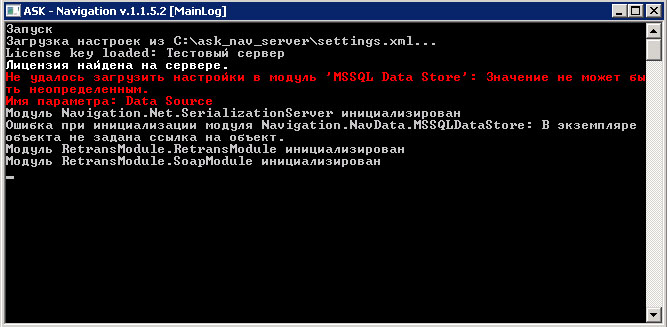 ASK - Navigation v.1.1.5.2 [MainLog]
Запуск
Загрузка настроек из C:\ask_nav_server\settings.xml...
License key loaded: Тестовый сервер
Лицензия найдена на сервере.
Не удалось загрузить настройки в модуль 'MSSQL Data Store': Значение не может бы
ть неопределенным.
Имя параметра: Data Source
Модуль Navigation.Net.SerializationServer инициализирован
Ошибка при инициализации модуля Navigation.NavData.MSSQLDataStore: В экземпляре
объекта не задана ссылка на объект.
Модуль RetransModule.RetransModule инициализирован
Модуль RetransModule.SoapModule инициализирован